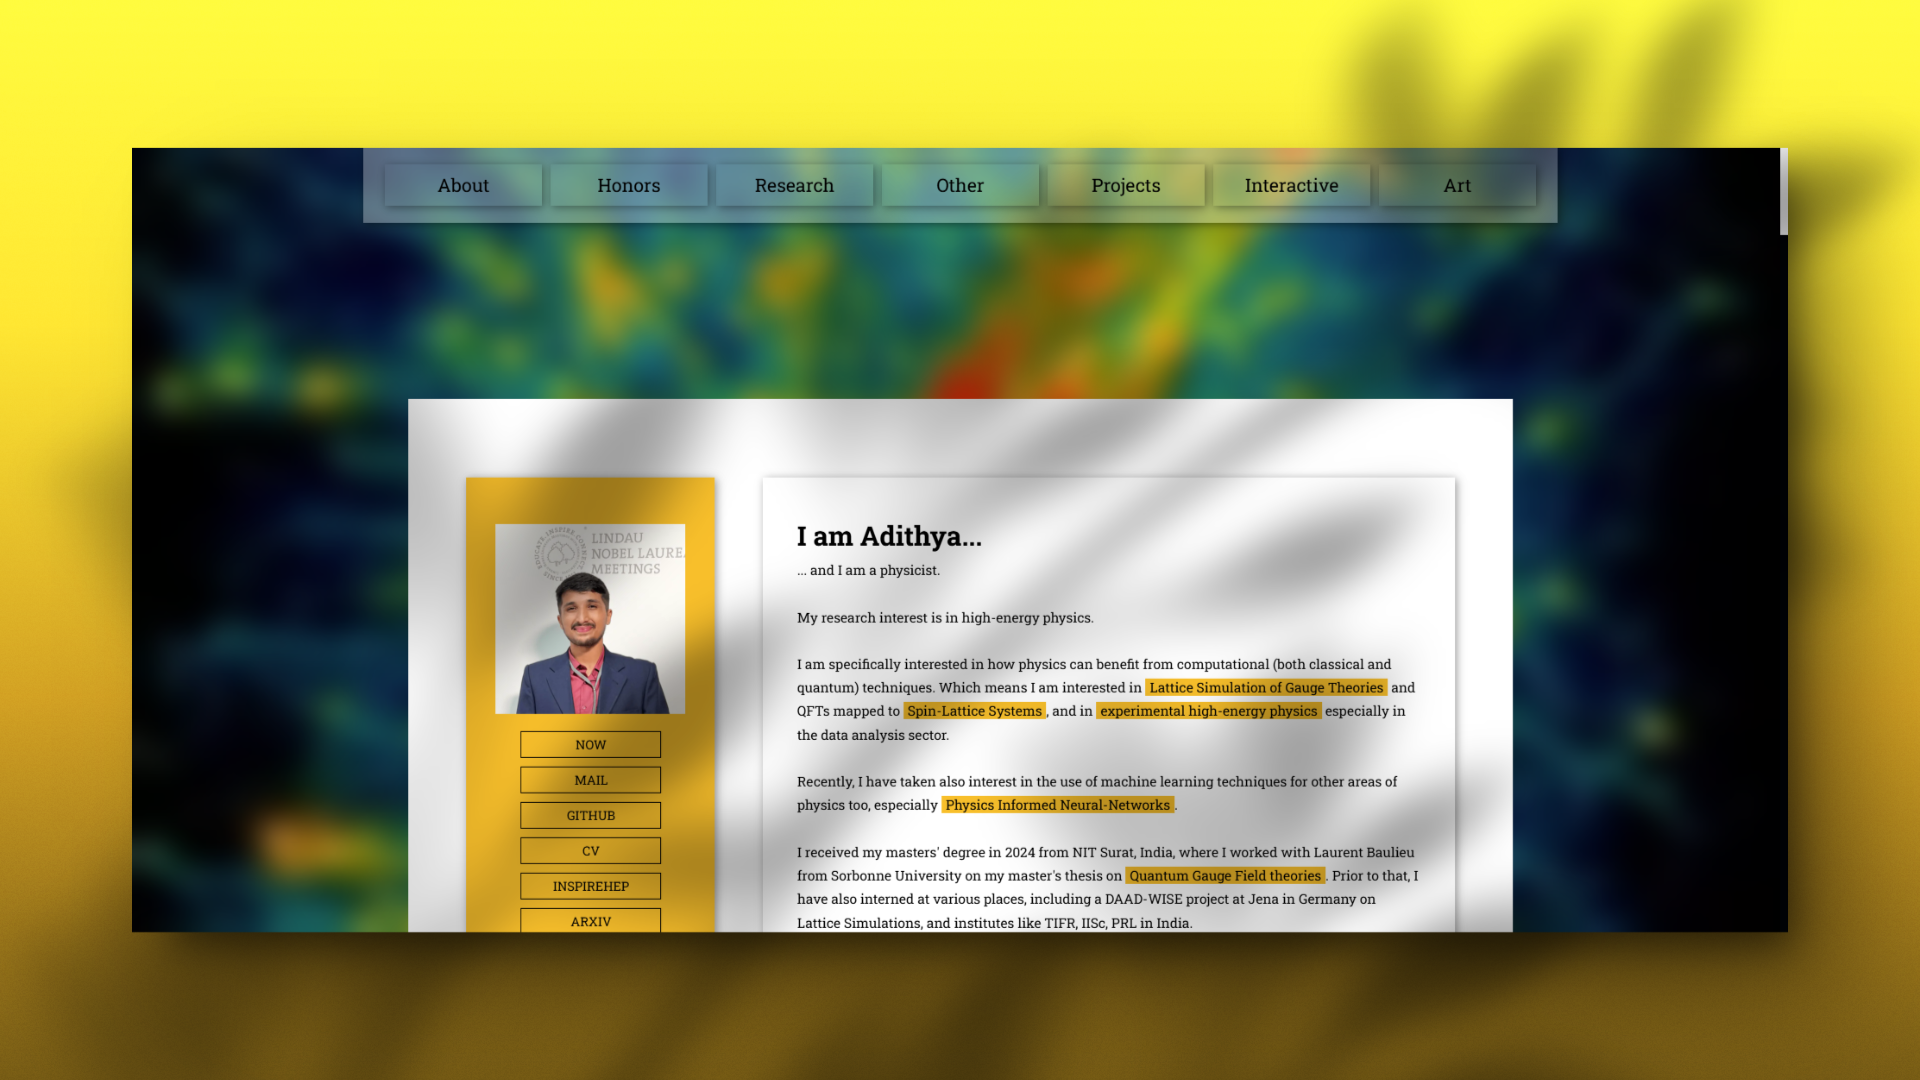 About
Honors
Research
Other
Projects
Interactive
Art
LINDAU
NOBEL LAUREA
MEETINGS
NOW
MAIL
GITHUB
CV
INSPIREHEP
ARXIV
I am Adithya...
... and I am a physicist.
My research interest is in high-energy physics.
I am specifically interested in how physics can benefit from computational (both classical and
quantum) techniques. Which means I am interested in Lattice Simulation of Gauge Theories and
QFTs mapped to Spin-Lattice Systems, and in experimental high-energy physics especially in
the data analysis sector.
Recently, I have taken also interest in the use of machine learning techniques for other areas of
physics too, especially Physics Informed Neural-Networks.
I received my masters' degree in 2024 from NIT Surat, India, where I worked with Laurent Baulieu
from Sorbonne University on my master's thesis on Quantum Gauge Field theories. Prior to that, I
have also interned at various places, including a DAAD-WISE project at Jena in Germany on
Lattice Simulations, and institutes like TIFR, IISc, PRL in India.